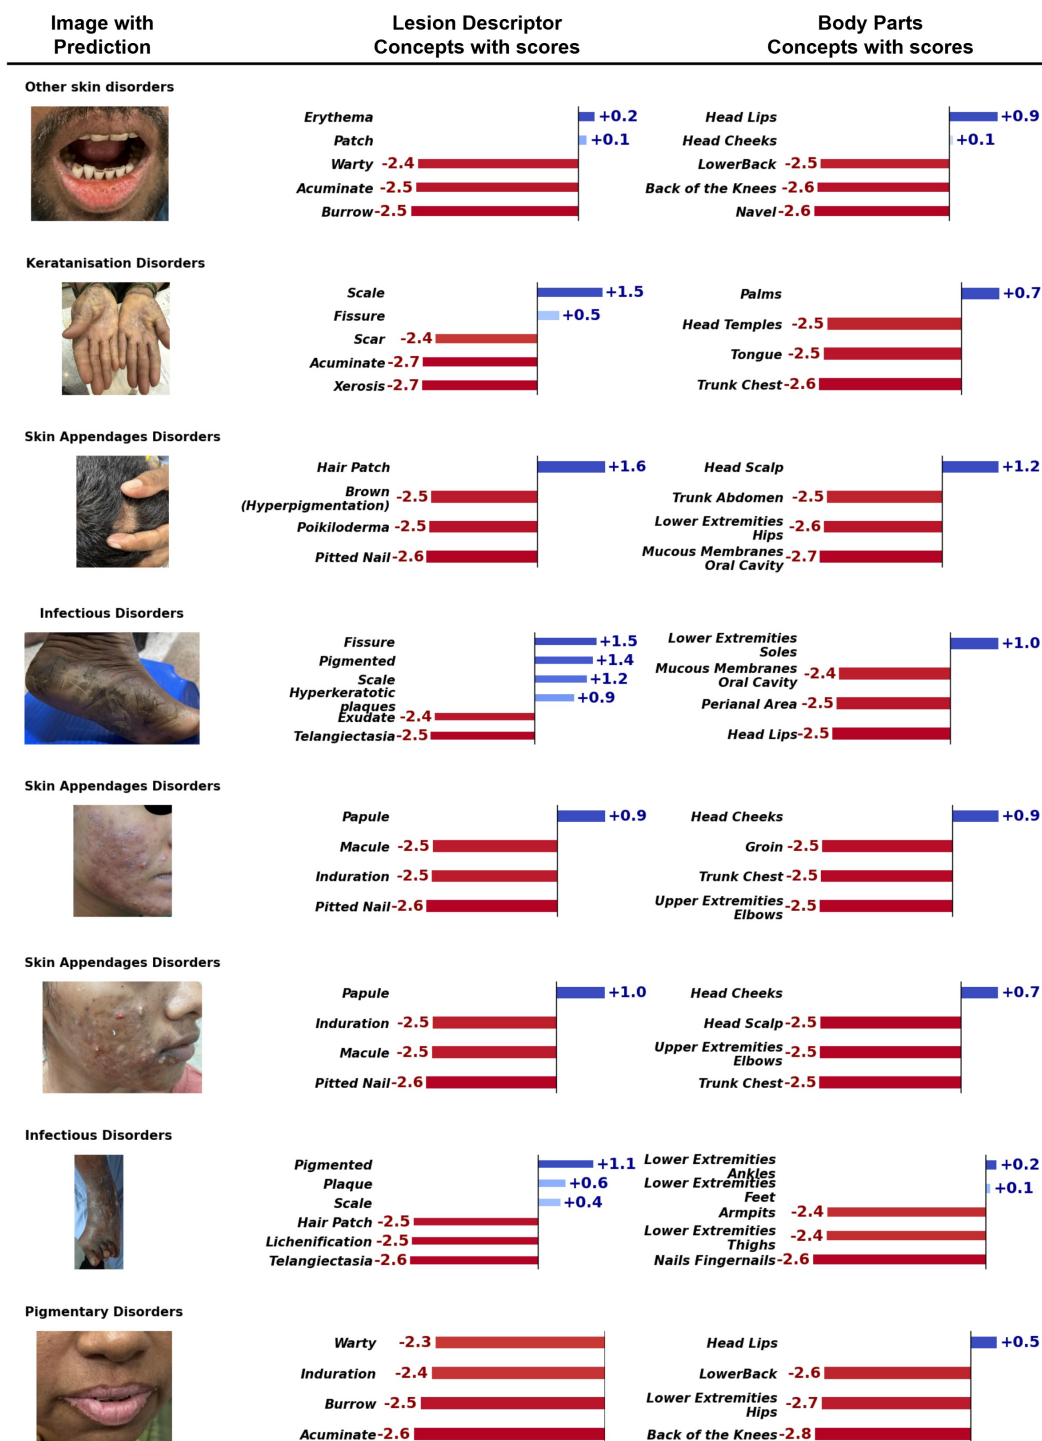 Image with
Prediction
Lesion Descriptor
Concepts with scores
Body Parts
Concepts with scores
Other skin disorders
Erythema +0.2
Patch +0.1
Warty -2.4
Acuminate -2.5
Burrow -2.5
Head Lips +0.9
Head Cheeks +0.1
LowerBack -2.5
Back of the Knees -2.6
Navel -2.6
Keratanisation Disorders
Scale +1.5
Fissure +0.5
Scar -2.4
Acuminate -2.7
Xerosis -2.7
Palms +0.7
Head Temples -2.5
Tongue -2.5
Trunk Chest -2.6
Skin Appendages Disorders
Hair Patch +1.6
Brown
(Hyperpigmentation) -2.5
Poikiloderma -2.5
Pitted Nail -2.6
Head Scalp +1.2
Trunk Abdomen -2.5
Lower Extremities
Hips -2.6
Mucous Membranes
Oral Cavity -2.7
Infectious Disorders
Fissure +1.5
Pigmented +1.4
Scale +1.2
Hyperkeratotic
plaques +0.9
Exudate -2.4
Telangiectasia -2.5
Lower Extremities
Soles +1.0
Mucous Membranes
Oral Cavity -2.4
Perianal Area -2.5
Head Lips -2.5
Skin Appendages Disorders
Papule +0.9
Macule -2.5
Induration -2.5
Pitted Nail -2.6
Head Cheeks +0.9
Groin -2.5
Trunk Chest -2.5
Upper Extremities
Elbows -2.5
Skin Appendages Disorders
Papule +1.0
Induration -2.5
Macule -2.5
Pitted Nail -2.6
Head Cheeks +0.7
Head Scalp -2.5
Upper Extremities
Elbows -2.5
Trunk Chest -2.5
Infectious Disorders
Pigmented +1.1
Plaque +0.6
Scale +0.4
Hair Patch -2.5
Lichenification -2.5
Telangiectasia -2.6
Lower Extremities
Ankles +0.2
Lower Extremities
Feet +0.1
Armpits -2.4
Lower Extremities
Thighs -2.4
Nails Fingernails -2.6
Pigmentary Disorders
Warty -2.3
Induration -2.4
Burrow -2.5
Acuminate -2.6
Head Lips +0.5
LowerBack -2.6
Lower Extremities
Hips -2.7
Back of the Knees -2.8